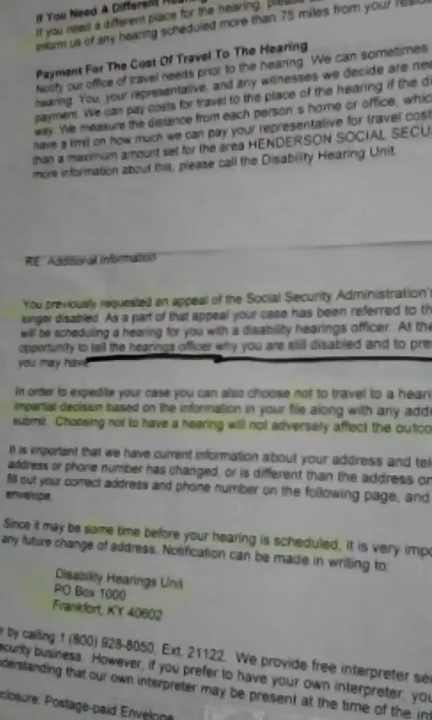 If You Need A Different
If you need a different place for the hearing,
inform us of any hearing scheduled more than 75 miles from your
Payment For The Cost Of Travel To The Hearing
Notify our office of travel needs prior to the hearing. We can sometimes
hearing. You, your representative, and any witnesses we decide are
payment. We can pay costs for travel to the place of the hearing if the
way. We measure the distance from each person s home or office,
have a limit on how much we can pay your representative for travel
than a maximum amount set for the area HENDERSON SOCIAL SECU
more information about this, please call the Disability Hearing Unit.
RE: Additional Information
You previously requested an appeal of the Social Security Administration's
longer disabled. As a part of that appeal your case has been referred to
will be scheduling a hearing for you with a disability hearings officer. At
opportunity to tell the hearings officer why you are still disabled and to pre
you may have.
In order to expedite your case you can also choose not to travel to a
impartial decision based on the information in your file along with any
submit. Choosing not to have a hearing will not adversely affect the
It is important that we have current information about your address and
address or phone number has changed, or is different than the address
fill out your correct address and phone number on the following page, and
envelope.
Since it may be some time before your hearing is scheduled, it is very
any future change of address. Notification can be made in writing to:
Disability Hearings Unit
PO Box 1000
Frankfort, KY 40602
by calling 1 (800) 928-8050, Ext. 21122. We provide free interpreter
ecurity business. However, if you prefer to have your own interpreter,
derstanding that our own interpreter may be present at the time of the
closure: Postage-paid Envelope